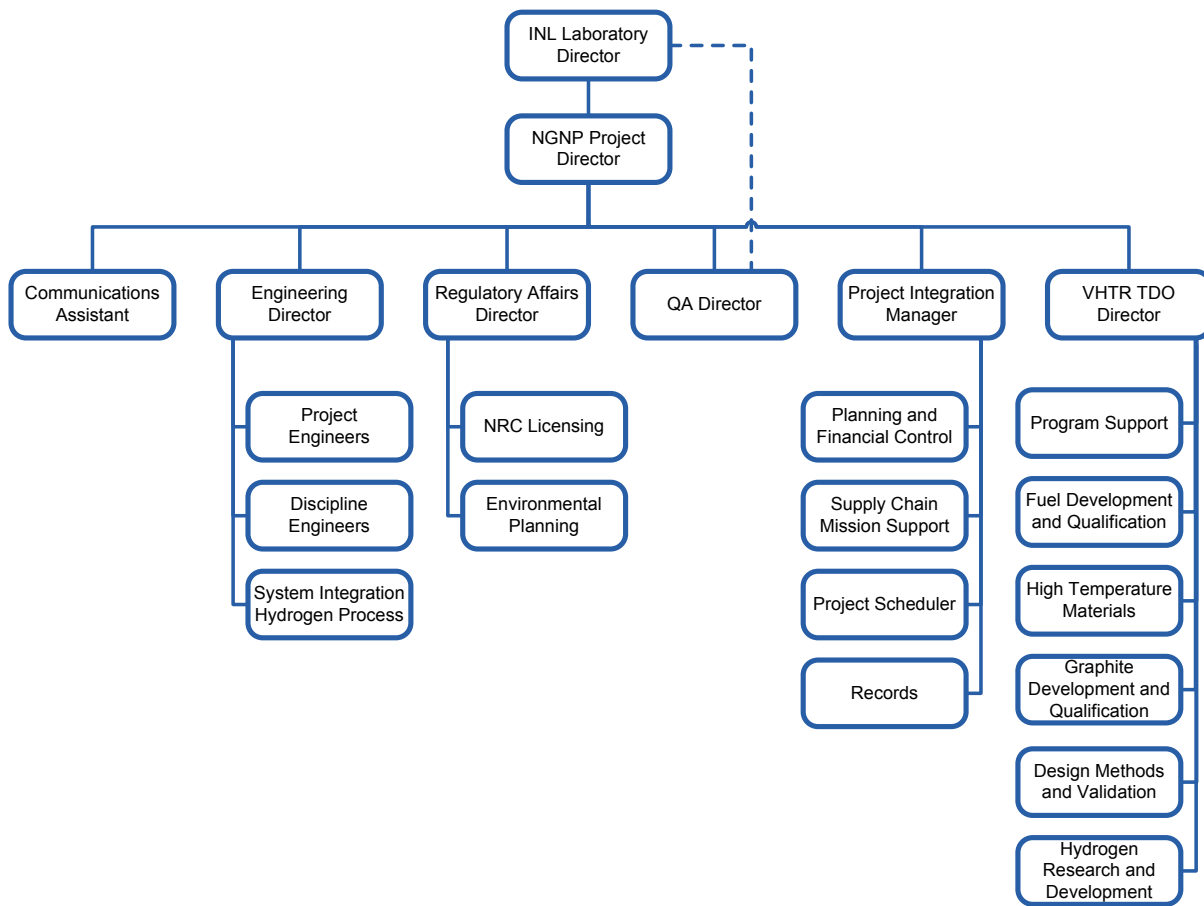 INL Laboratory
Director
NGNP Project
Director
Communications
Assistant
Engineering
Director
Regulatory Affairs
Director
QA Director
Project Integration
Manager
VHTR TDO
Director
Project
Engineers
Discipline
Engineers
System Integration
Hydrogen Process
NRC Licensing
Environmental
Planning
Planning and
Financial Control
Supply Chain
Mission Support
Project Scheduler
Records
Program Support
Fuel Development
and Qualification
High Temperature
Materials
Graphite
Development and
Qualification
Design Methods
and Validation
Hydrogen
Research and
Development